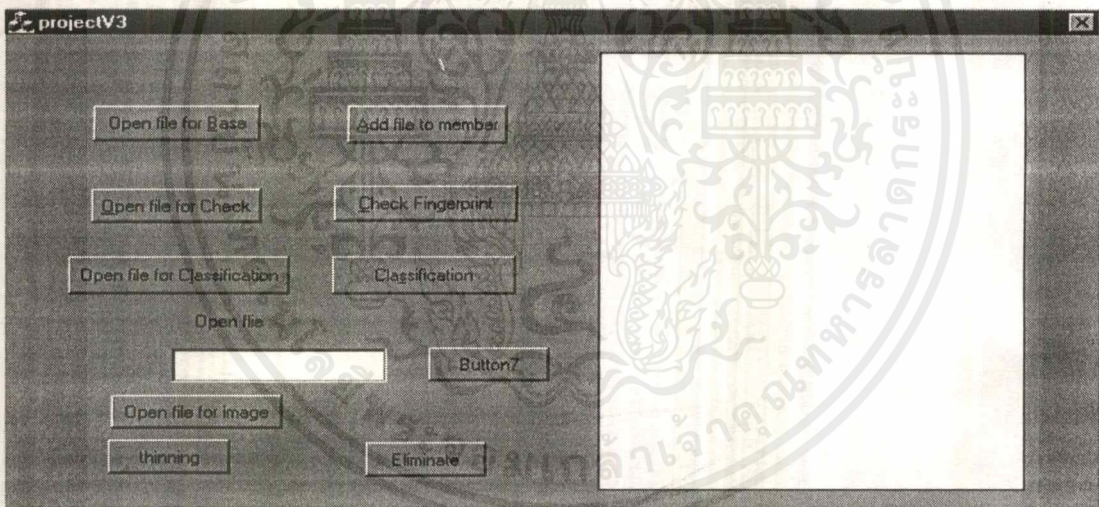 projectV3
Open file for Base
Add file to member
Open file for Check
Check Fingerprint
Open file for Classification
Classification
Open file
Button7
Open file for image
thinning
Eliminate